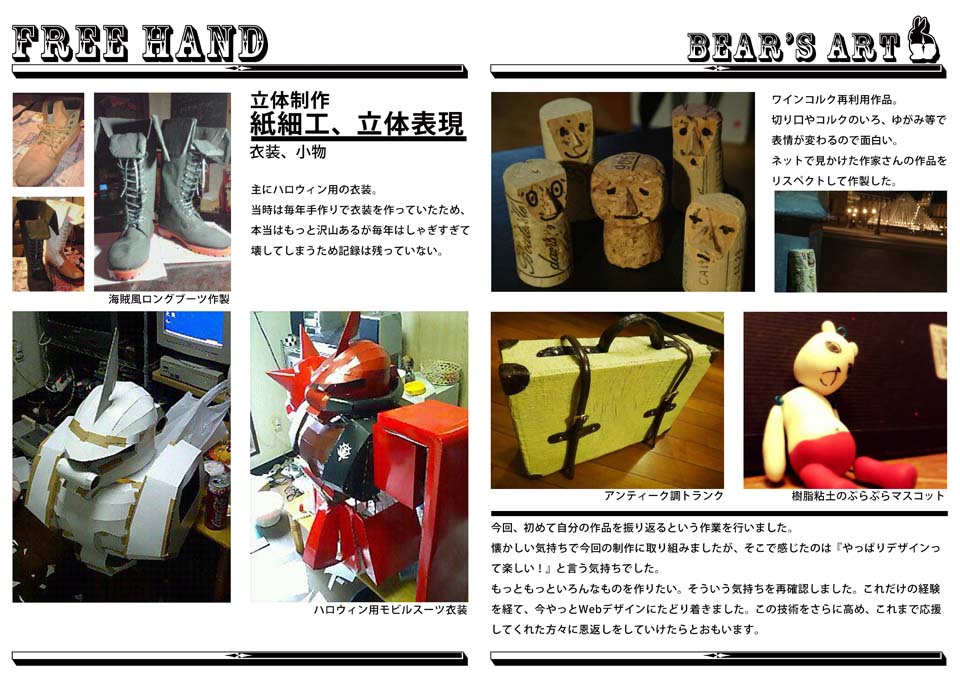 FREE HAND
BEAR'S ART
立体制作
紙細工、立体表現
衣装、小物
主にハロウィン用の衣装。
当時は毎年手作りで衣装を作っていたため、
本当はもっと沢山あるが毎年はしゃぎすぎて
壊してしまうため記録は残っていない。
海賊風ロングブーツ作製
ハロウィン用モビルスーツ衣装
ワインコルク再利用作品。
切り口やコルクのいろ、ゆがみ等で
表情が変わるので面白い。
ネットで見かけた作家さんの作品を
リスペクトして作製した。
アンティーク調トランク
樹脂粘土のぶらぶらマスコット
今回、初めて自分の作品を振り返るという作業を行いました。
懐かしい気持ちで今回の制作に取り組みましたが、そこで感じたのは『やっぱりデザインっ
て楽しい！』と言う気持ちでした。
もっともっといろんなものを作りたい。そういう気持ちを再確認しました。これだけの経験
を経て、今やっとWebデザインにたどり着きました。この技術をさらに高め、これまで応援
してくれた方々に恩返しをしていけたらとおもいます。